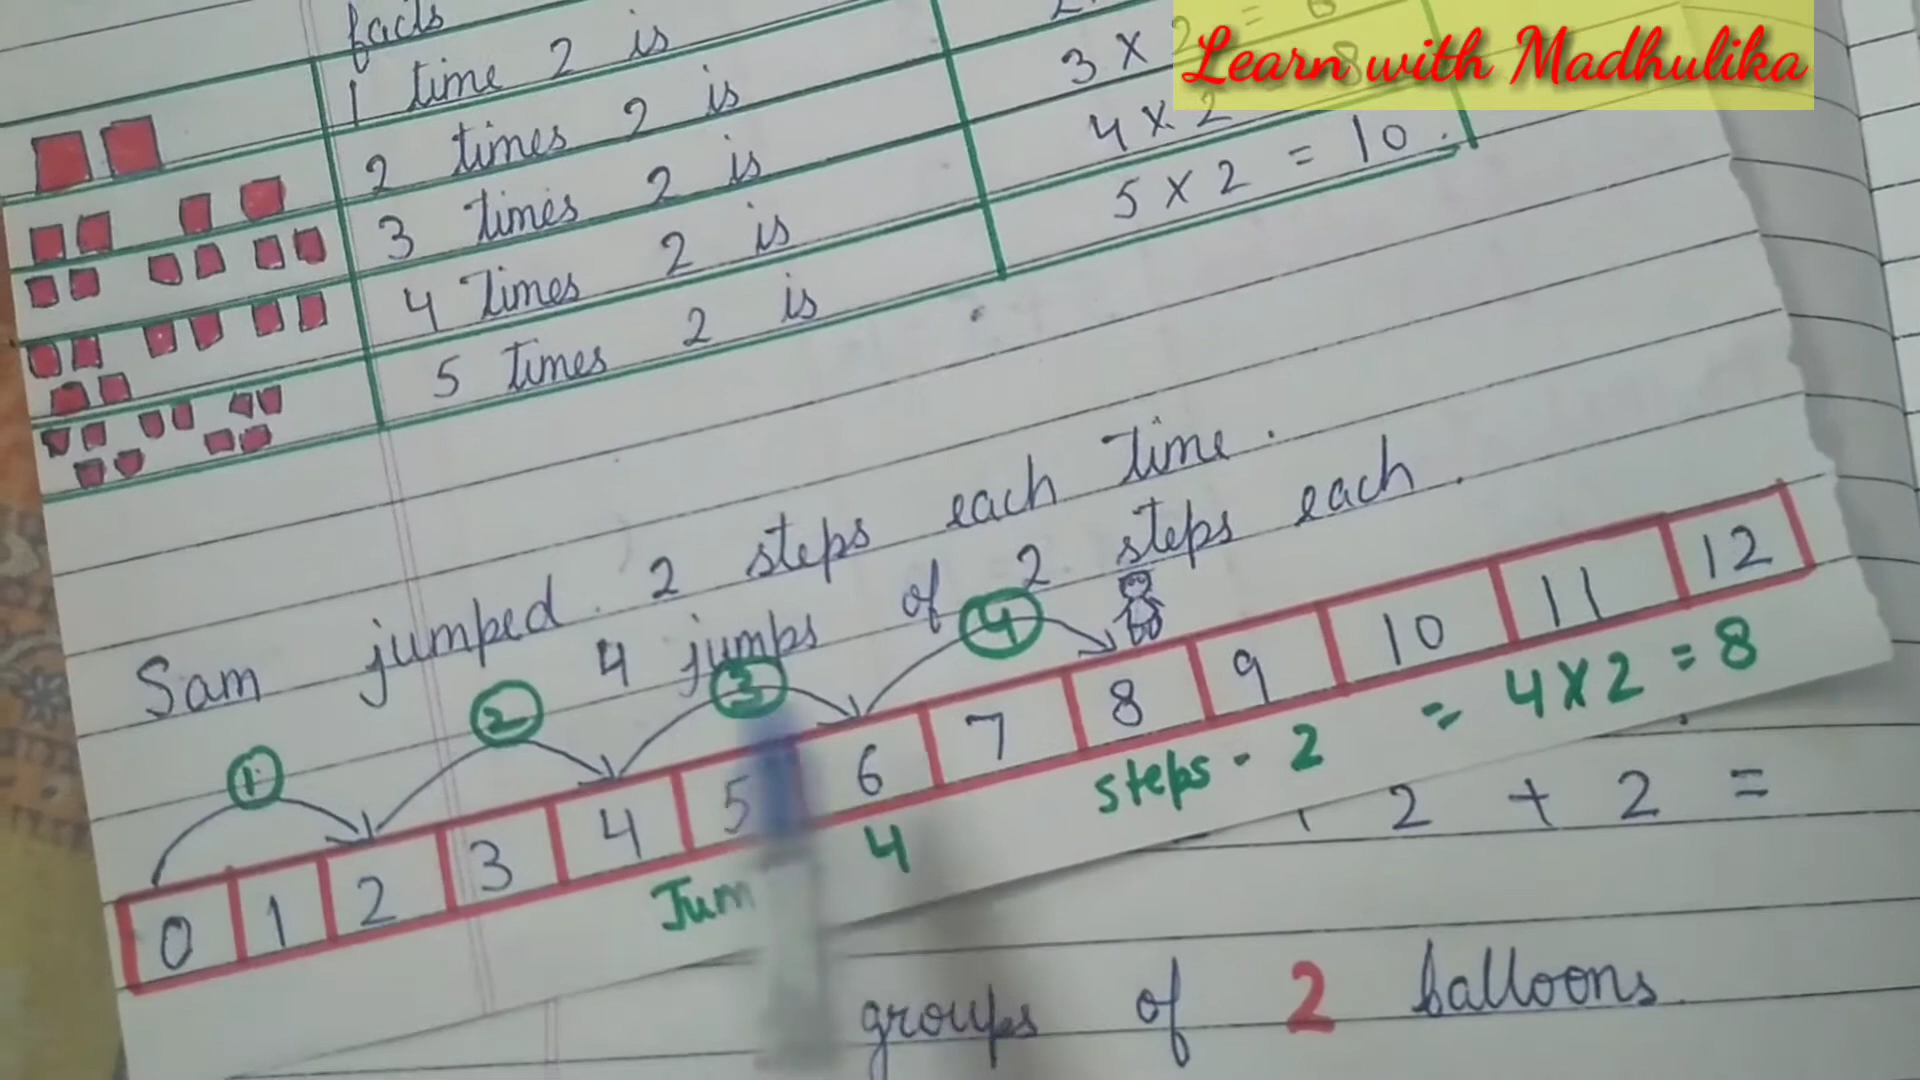 facts
Learn with Madhulika
1 time 2 is
2 times 2 is
3 times 2 is
4 times 2 is
5 times 2 is
3 x 2
4 x 2
5 x 2 = 10.
Sam jumped 2 steps each time.
4 jumps of 2 steps each.
1 2 3 4
0 1 2 3 4 5 6 7 8 9 10 11 12
4 steps - 2 = 4 x 2 = 8
2 + 2 =
groups of 2 balloons